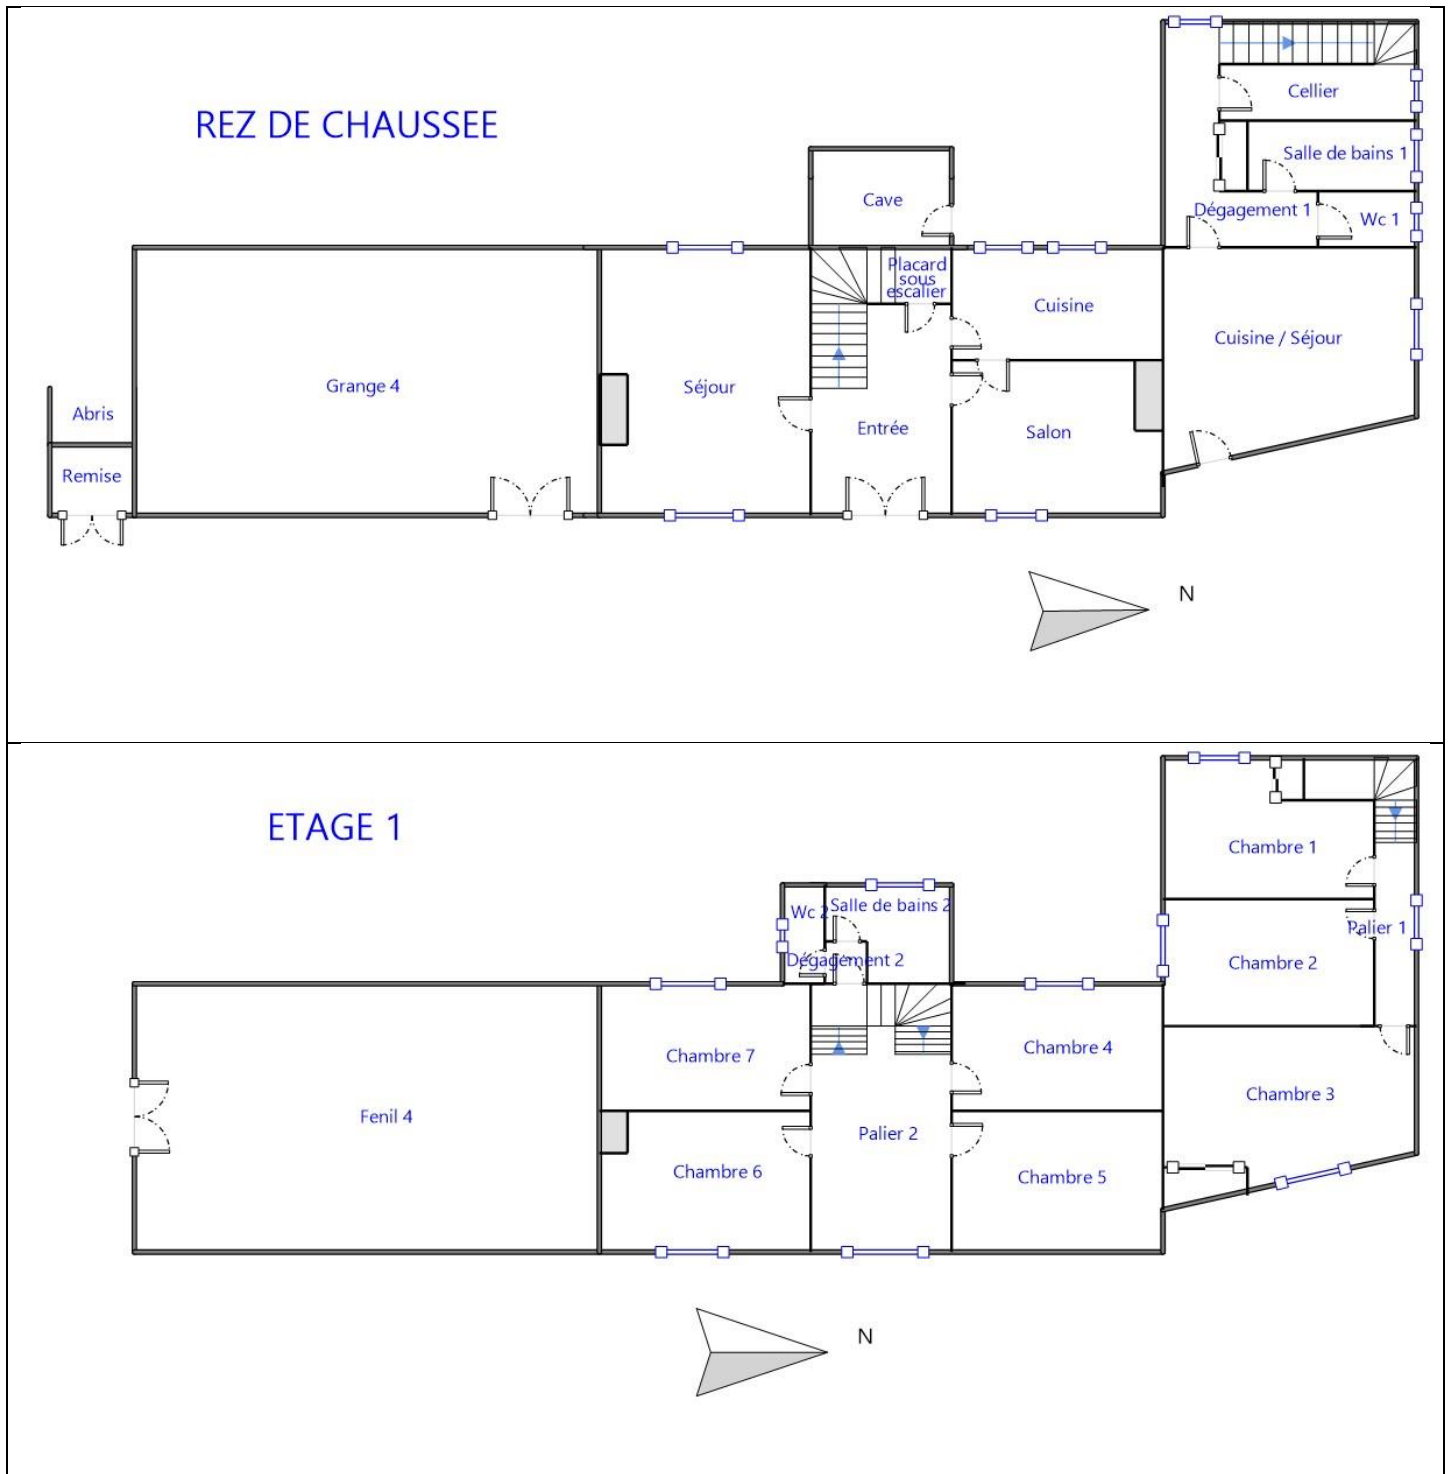 REZ DE CHAUSSEE
Cellier
Salle de bains 1
Dégagement 1
Wc 1
Cave
Placard
sous
escalier
Cuisine
Cuisine / Séjour
Grange 4
Séjour
Abris
Entrée
Salon
Remise
N
ETAGE 1
Chambre 1
Wc 2
Salle de bains 2
Palier 1
Dégagement 2
Chambre 2
Chambre 7
Chambre 4
Chambre 3
Fenil 4
Palier 2
Chambre 6
Chambre 5
N